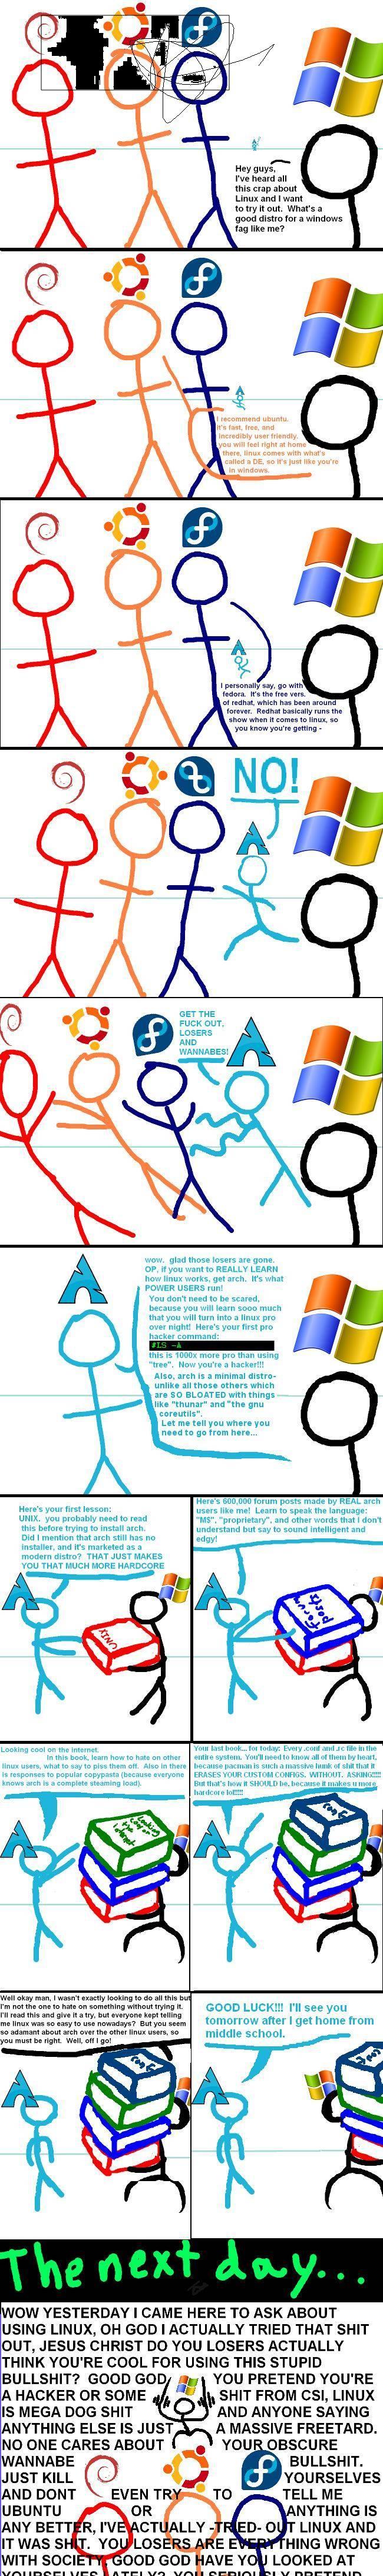 Hey guys,
I've heard all
this crap about
Linux and I want
to try it out. What's a
good distro for a windows
fag like me?
I recommend ubuntu.
It's fast, free, and
incredibly user friendly.
you will feel right at home
there, linux comes with what's
called a DE, so it's just like you're
in windows.
I personally say, go with
fedora. It's the free vers.
of redhat, which has been around
forever. Redhat basically runs the
show when it comes to linux, so
you know you're getting -
NO!
GET THE
FUCK OUT.
LOSERS
AND
WANNABES!
wow. glad those losers are gone.
OP, if you want to REALLY LEARN
how linux works, get arch. It's what
POWER USERS run!
You don't need to be scared,
because you will learn sooo much
that you will turn into a linux pro
over night! Here's your first pro
hacker command:
#LS -A
this is 1000x more pro than using
"tree". Now you're a hacker!!!
Also, arch is a minimal distro-
unlike all those others which
are SO BLOATED with things
like "thunar" and "the gnu
coreutils".
Let me tell you where you
need to go from here...
Here's your first lesson:
UNIX. you probably need to read
this before trying to install arch.
Did I mention that arch still has no
installer, and it's marketed as a
modern distro? THAT JUST MAKES
YOU THAT MUCH MORE HARDCORE
UNIX
Here's 600,000 forum posts made by REAL arch
users like me! Learn to speak the language:
"M$", "proprietary", and other words that I don't
understand but say to sound intelligent and
edgy!
Looking cool on the internet.
In this book, learn how to hate on other
linux users, what to say to piss them off. Also in there
is responses to popular copypasta (because everyone
knows arch is a complete steaming load).
Your last book... for today: Every .conf and .rc file in the
entire system. You'll need to know all of them by heart,
because pacman is such a massive hunk of shit that it
ERASES YOUR CUSTOM CONFIGS. WITHOUT. ASKING!!!!
But that's how it SHOULD be, because it makes u more
hardcore lol!!!!!
Well okay man, I wasn't exactly looking to do all this but
I'm not the one to hate on something without trying it.
I'll read this and give it a try, but everyone kept telling
me linux was so easy to use nowadays? But you seem
so adamant about arch over the other linux users, so
you must be right. Well, off I go!
GOOD LUCK!!! I'll see you
tomorrow after I get home from
middle school.
The next day...
WOW YESTERDAY I CAME HERE TO ASK ABOUT
USING LINUX, OH GOD I ACTUALLY TRIED THAT SHIT
OUT, JESUS CHRIST DO YOU LOSERS ACTUALLY
THINK YOU'RE COOL FOR USING THIS STUPID
BULLSHIT? GOOD GOD YOU PRETEND YOU'RE
A HACKER OR SOME SHIT FROM CSI, LINUX
IS MEGA DOG SHIT AND ANYONE SAYING
ANYTHING ELSE IS JUST A MASSIVE FREETARD.
NO ONE CARES ABOUT YOUR OBSCURE
WANNABE BULLSHIT.
JUST KILL YOURSELVES
AND DONT EVEN TRY TO TELL ME
UBUNTU OR ANYTHING IS
ANY BETTER, I'VE ACTUALLY -TRIED- OUT LINUX AND
IT WAS SHIT. YOU LOSERS ARE EVERYTHING WRONG
WITH SOCIETY, GOOD GOD HAVE YOU LOOKED AT
YOURSELVES LATELY? YOU SERIOUSLY PRETEND